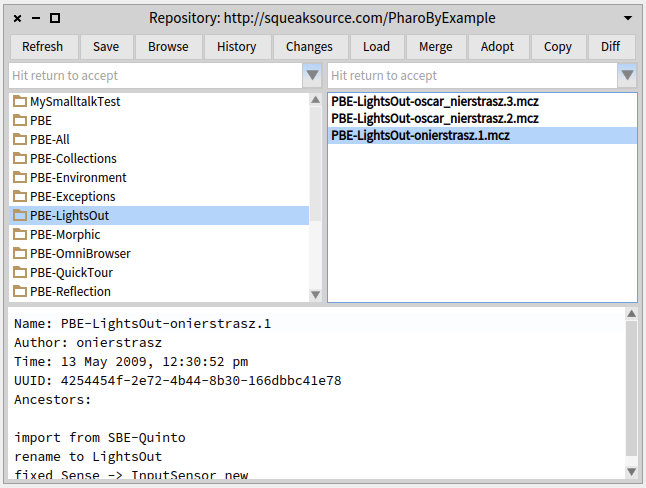 Repository: http://squeaksource.com/PharoByExample
Refresh Save Browse History Changes Load Merge Adopt Copy Diff
Hit return to accept
Hit return to accept
MySmalltalkTest
PBE
PBE-All
PBE-Collections
PBE-Environment
PBE-Exceptions
PBE-LightsOut
PBE-Morphic
PBE-OmniBrowser
PBE-QuickTour
PBE-Reflection
PBE-LightsOut-oscar_nierstrasz.3.mcz
PBE-LightsOut-oscar_nierstrasz.2.mcz
PBE-LightsOut-onierstrasz.1.mcz
Name: PBE-LightsOut-onierstrasz.1
Author: onierstrasz
Time: 13 May 2009, 12:30:52 pm
UUID: 4254454f-2e72-4b44-8b30-166dbbc41e78
Ancestors:
import from SBE-Quinto
rename to LightsOut
fixed Sense -> InputSensor new